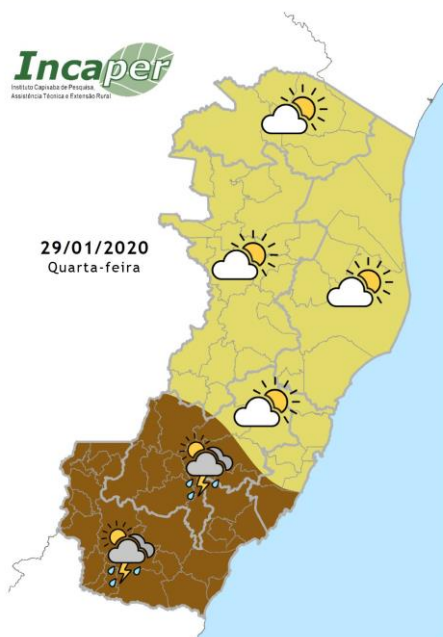 Incaper
Instituto Capixaba de Pesquisa,
Assistência Técnica e Extensão Rural
29/01/2020
Quarta-feira